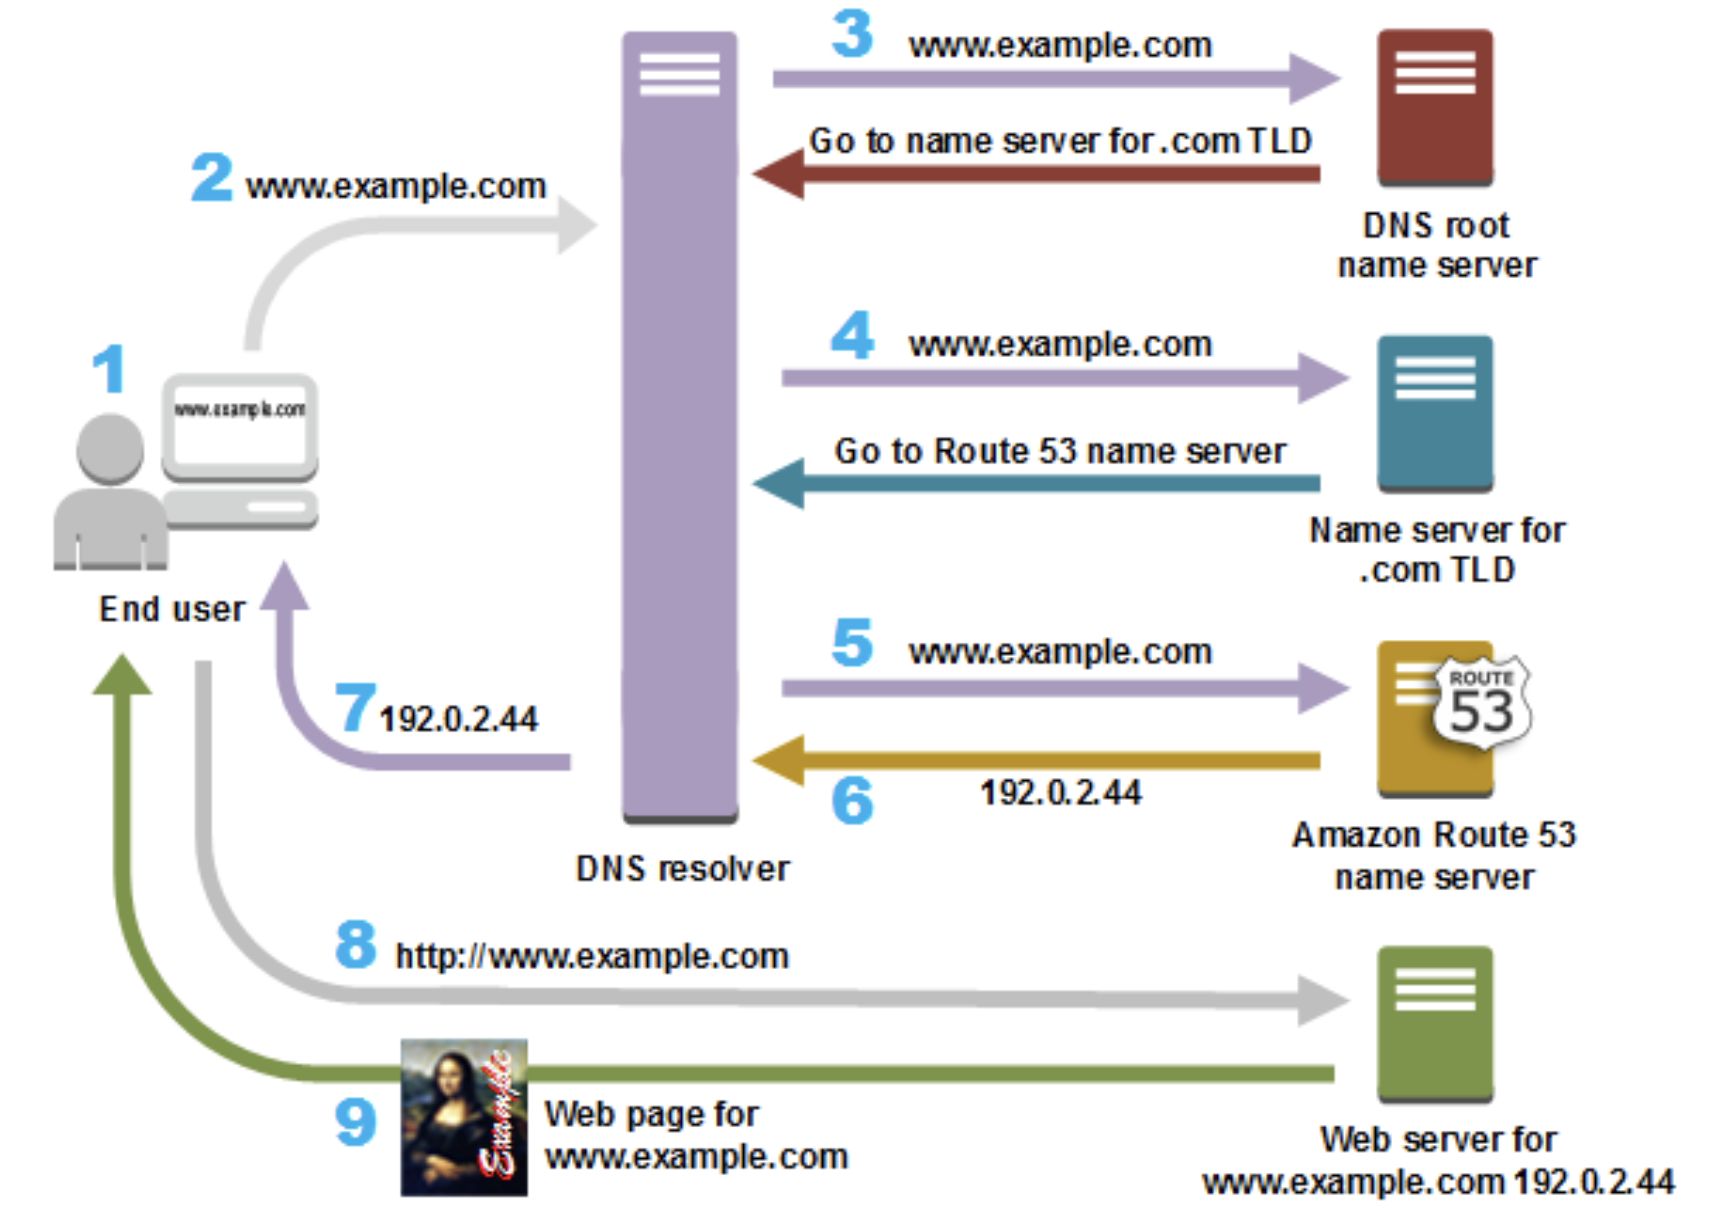 3 www.example.com
Go to name server for .com TLD
DNS root
name server
2 www.example.com
1
www.example.com
End user
4 www.example.com
Go to Route 53 name server
Name server for
.com TLD
5 www.example.com
ROUTE
53
6
192.0.2.44
Amazon Route 53
name server
7 192.0.2.44
DNS resolver
8 http://www.example.com
9
Example
Web page for
www.example.com
Web server for
www.example.com 192.0.2.44